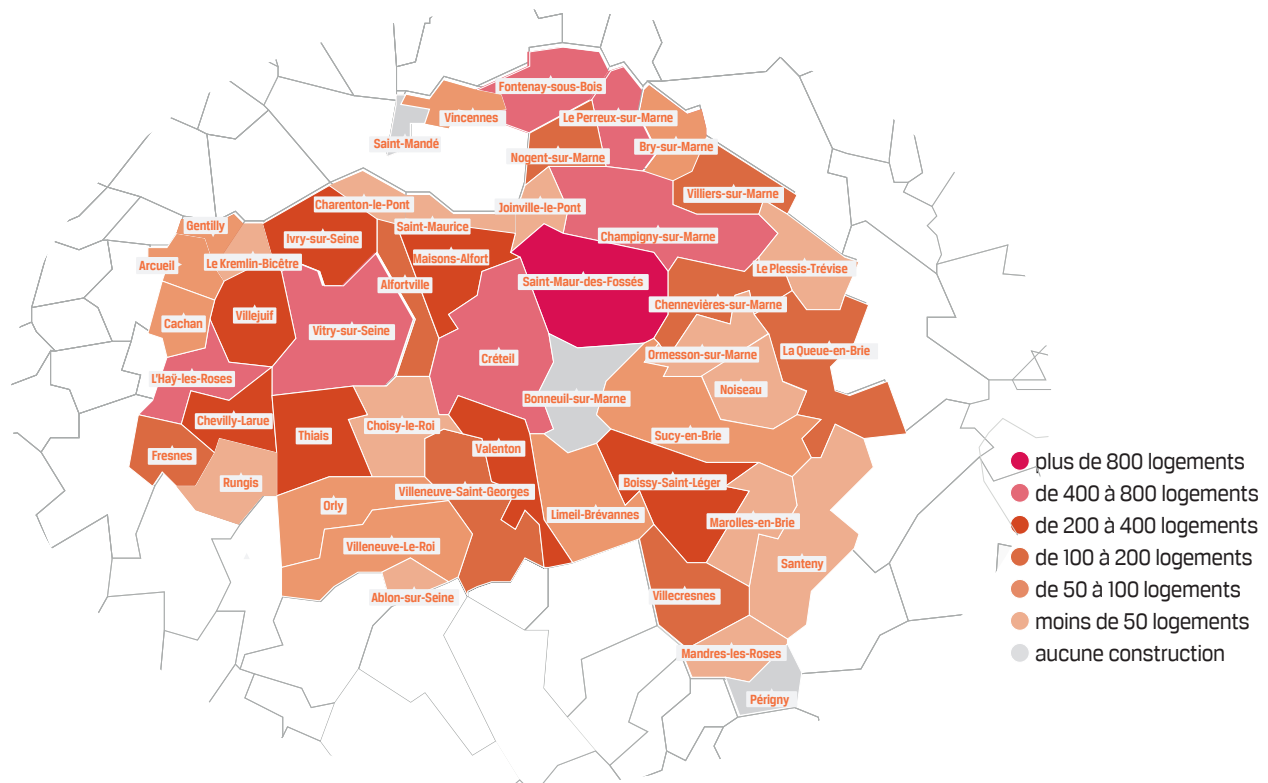 Fontenay-sous-Bois
Vincennes
Le Perreux-sur-Marne
Saint-Mandé
Bry-sur-Marne
Nogent-sur-Marne
Villiers-sur-Marne
Charenton-le-Pont
Joinville-le-Pont
Gentilly
Saint-Maurice
Ivry-sur-Seine
Champigny-sur-Marne
Maisons-Alfort
Le Kremlin-Bicêtre
Arcueil
Le Plessis-Trévise
Saint-Maur-des-Fossés
Alfortville
Chennevières-sur-Marne
Villejuif
Cachan
Vitry-sur-Seine
La Queue-en-Brie
Ormesson-sur-Marne
Créteil
L'Haÿ-les-Roses
Noiseau
Bonneuil-sur-Marne
Chevilly-Larue
Choisy-le-Roi
Thiais
Sucy-en-Brie
Valenton
Fresnes
Rungis
Boissy-Saint-Léger
Villeneuve-Saint-Georges
Orly
Limeil-Brévannes
Marolles-en-Brie
Villeneuve-Le-Roi
Santeny
Ablon-sur-Seine
Villecresnes
Mandres-les-Roses
Périgny
plus de 800 logements
de 400 à 800 logements
de 200 à 400 logements
de 100 à 200 logements
de 50 à 100 logements
moins de 50 logements
aucune construction